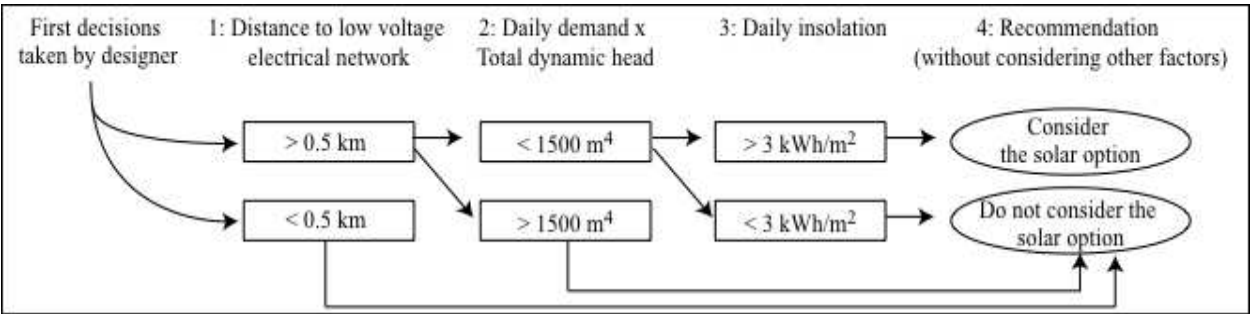 First decisions
taken by designer
1: Distance to low voltage
electrical network
2: Daily demand x
Total dynamic head
3: Daily insolation
4: Recommendation
(without considering other factors)
> 0.5 km
< 1500 m⁴
> 3 kWh/m²
Consider
the solar option
< 0.5 km
> 1500 m⁴
< 3 kWh/m²
Do not consider the
solar option